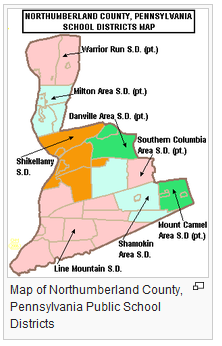 NORTHUMBERLAND COUNTY, PENNSYLVANIA
SCHOOL DISTRICTS MAP
Warrior Run S.D. (pt.)
Milton Area S.D (pt.)
Danville Area S.D. (pt.)
Southern Columbia
Area S.D. (pt.)
Shikellamy
S.D.
Mount Carmel
Area S.D (pt.)
Shamokin
Area S.D.
Line Mountain S.D.
Map of Northumberland County,
Pennsylvania Public School
Districts